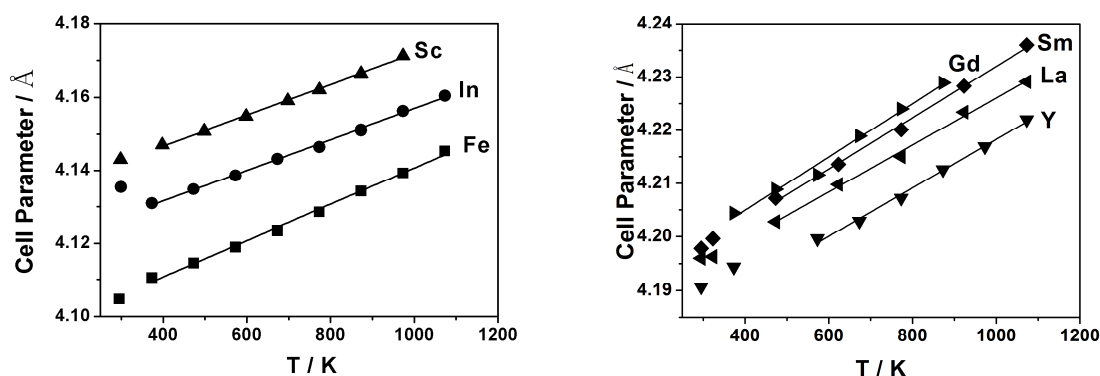 4.18
4.16
4.14
4.12
4.10
400
600
800
1000
1200
Cell Parameter / Å
T / K
Sc
In
Fe
4.24
4.23
4.22
4.21
4.20
4.19
400
600
800
1000
1200
Cell Parameter / Å
T / K
Gd
Sm
La
Y